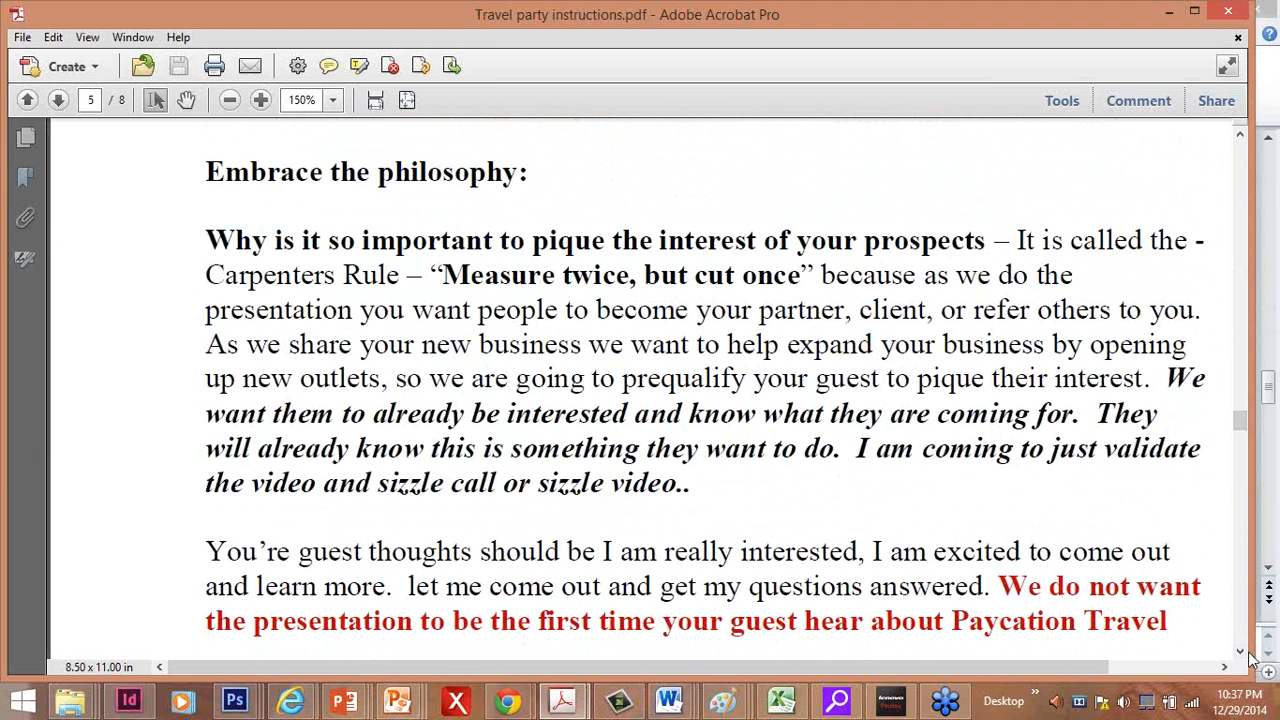 Travel party instructions.pdf - Adobe Acrobat Pro
File Edit View Window Help
Create
5 / 8 150% Tools Comment Share
Embrace the philosophy:
Why is it so important to pique the interest of your prospects – It is called the -
Carpenters Rule – “Measure twice, but cut once” because as we do the
presentation you want people to become your partner, client, or refer others to you.
As we share your new business we want to help expand your business by opening
up new outlets, so we are going to prequalify your guest to pique their interest. We
want them to already be interested and know what they are coming for. They
will already know this is something they want to do. I am coming to just validate
the video and sizzle call or sizzle video..
You’re guest thoughts should be I am really interested, I am excited to come out
and learn more. let me come out and get my questions answered. We do not want
the presentation to be the first time your guest hear about Paycation Travel
8.50 x 11.00 in
Desktop
10:37 PM
12/29/2014